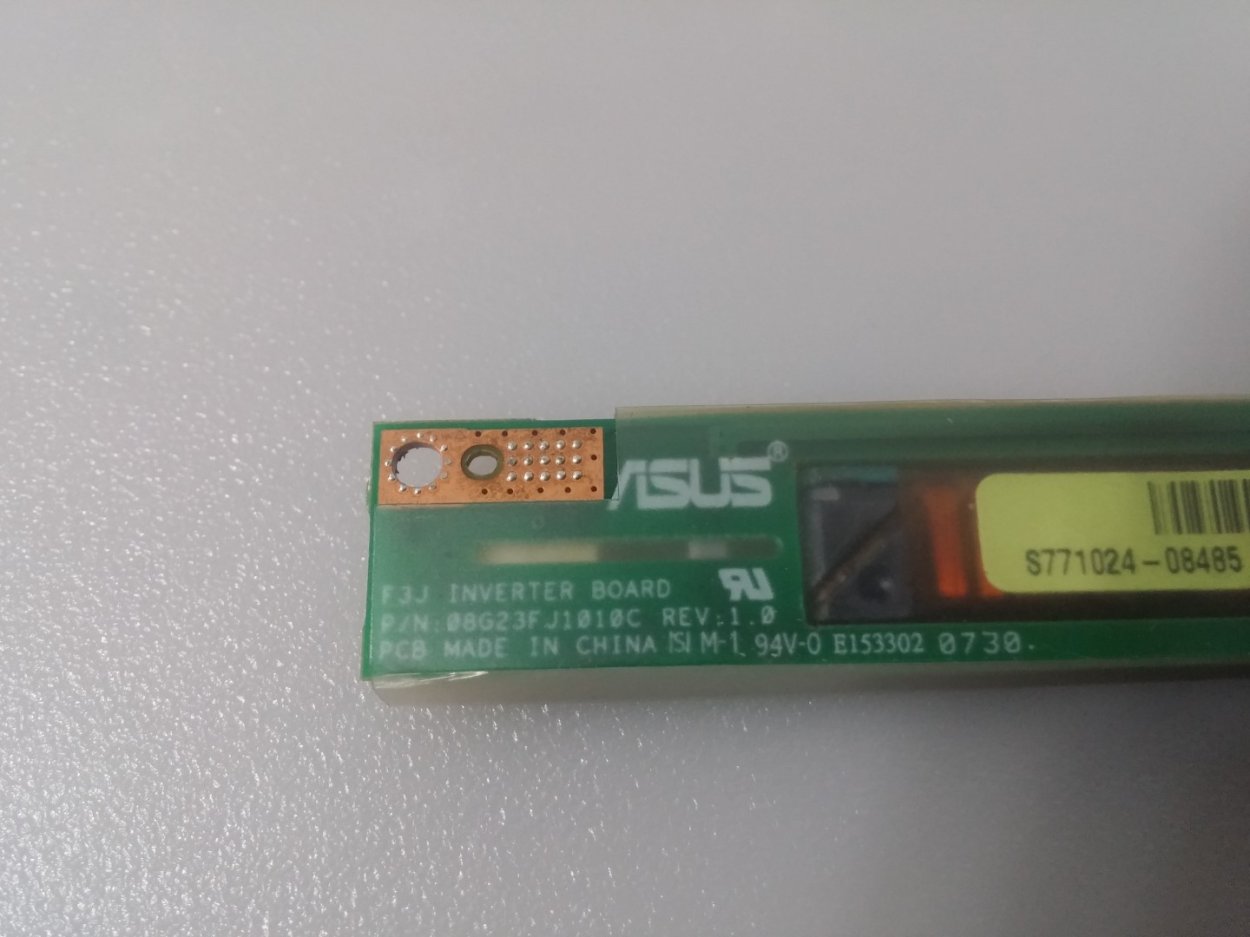 ASUS®
S771024-08485
F3J INVERTER BOARD
P/N:08G23FJ1010C REV:1.0
PCB MADE IN CHINA M-1 94V-0 E153302 0730.